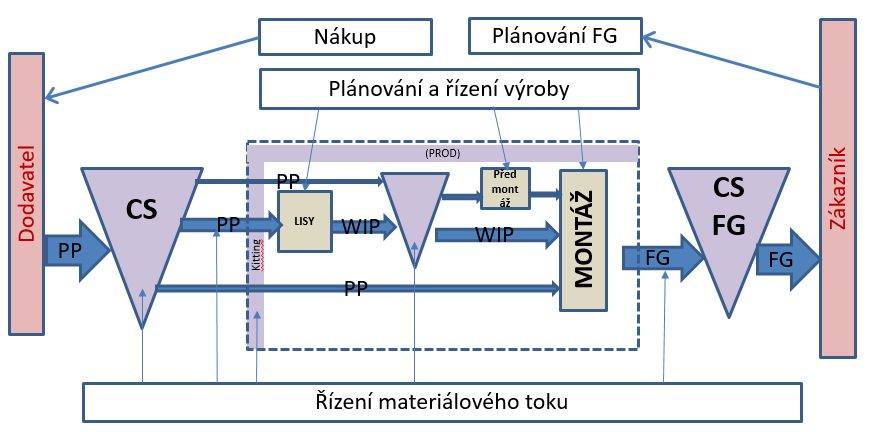 Nákup
Plánování FG
Plánování a řízení výroby
Dodavatel
Zákazník
(PROD)
CS
PP
PP
PP
Kitting
LISY
WIP
Před
mont
áž
WIP
MONTÁŽ
PP
FG
CS
FG
FG
Řízení materiálového toku